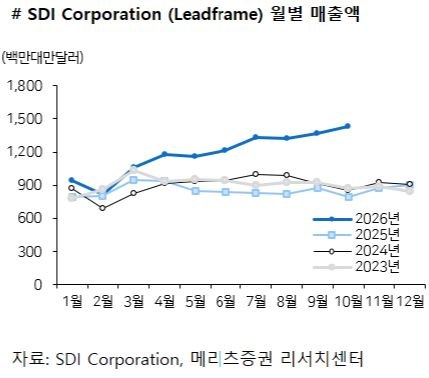 # SDI Corporation (Leadframe) 월별 매출액
(백만대만달러)
1,800
1,500
1,200
900
600
300
0
1월 2월 3월 4월 5월 6월 7월 8월 9월 10월 11월 12월
2026년
2025년
2024년
2023년
자료: SDI Corporation, 메리츠증권 리서치센터